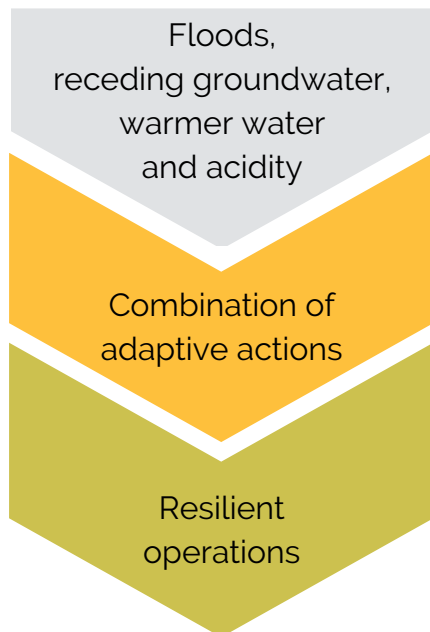 Floods,
receding groundwater,
warmer water
and acidity
Combination of
adaptive actions
Resilient
operations